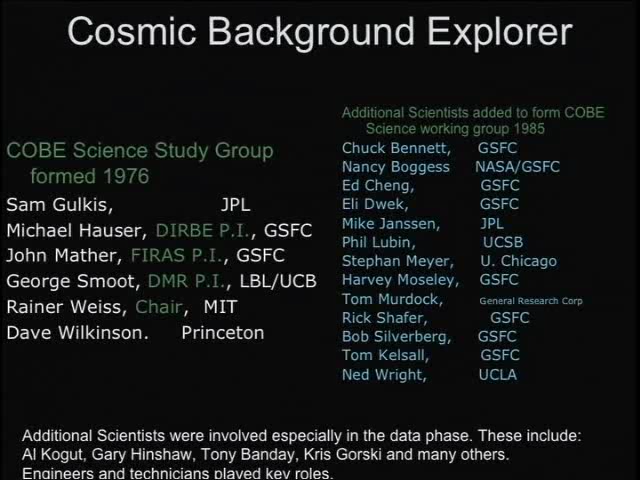 Cosmic Background Explorer
COBE Science Study Group
formed 1976
Sam Gulkis, JPL
Michael Hauser, DIRBE P.I., GSFC
John Mather, FIRAS P.I., GSFC
George Smoot, DMR P.I., LBL/UCB
Rainer Weiss, Chair, MIT
Dave Wilkinson. Princeton
Additional Scientists added to form COBE
Science working group 1985
Chuck Bennett, GSFC
Nancy Boggess NASA/GSFC
Ed Cheng, GSFC
Eli Dwek, GSFC
Mike Janssen, JPL
Phil Lubin, UCSB
Stephan Meyer, U. Chicago
Harvey Moseley, GSFC
Tom Murdock, General Research Corp
Rick Shafer, GSFC
Bob Silverberg, GSFC
Tom Kelsall, GSFC
Ned Wright, UCLA
Additional Scientists were involved especially in the data phase. These include:
Al Kogut, Gary Hinshaw, Tony Banday, Kris Gorski and many others.
Engineers and technicians played key roles.